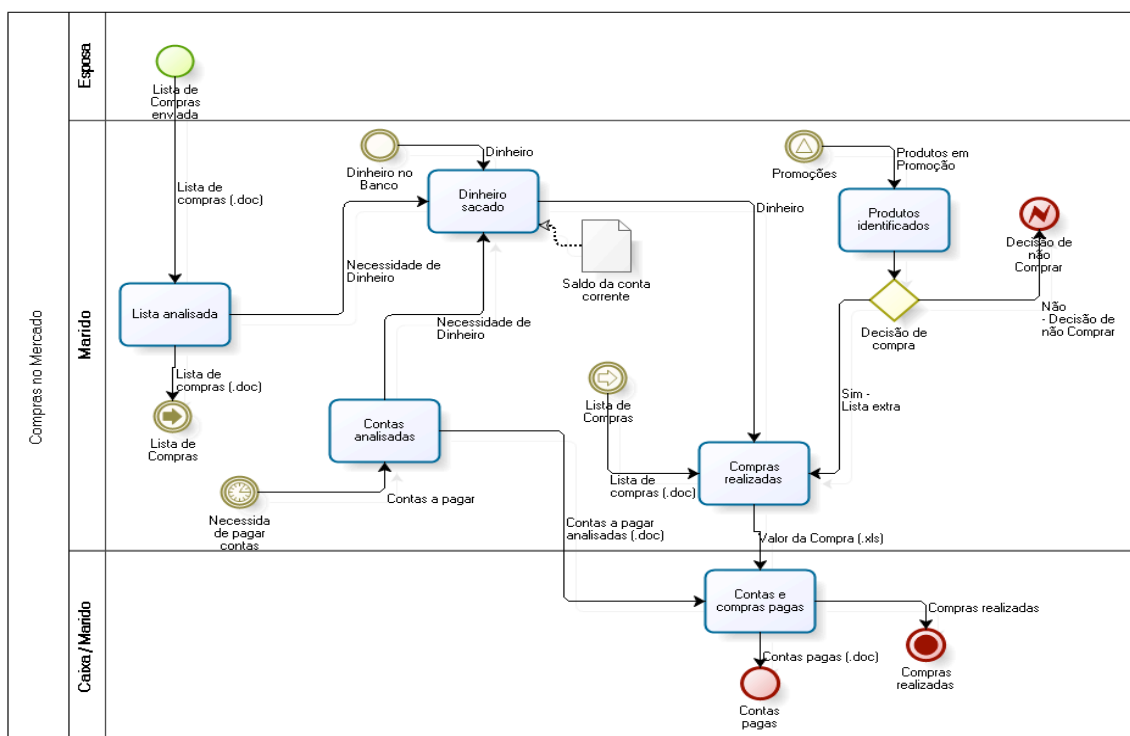 Compras no Mercado
Esposa
Lista de
Compras
enviada
Marido
Lista de
compras (.doc)
Lista analisada
Lista de
compras (.doc)
Lista de
Compras
Necessidade de
Dinheiro
Dinheiro no
Banco
Dinheiro
Dinheiro
sacado
Saldo da conta
corrente
Necessidade de
Dinheiro
Contas
analisadas
Necessida
de pagar
contas
Contas a pagar
Contas a pagar
analisadas (.doc)
Dinheiro
Promoções
Produtos em
Promoção
Produtos
identificados
Decisão de
compra
Decisão de
não
Comprar
Não
- Decisão de
não Comprar
Sim -
Lista extra
Lista de
Compras
Lista de
compras (.doc)
Compras
realizadas
Valor da Compra (.xls)
Caixa / Marido
Contas e
compras pagas
Compras realizadas
Compras
realizadas
Contas pagas (.doc)
Contas
pagas